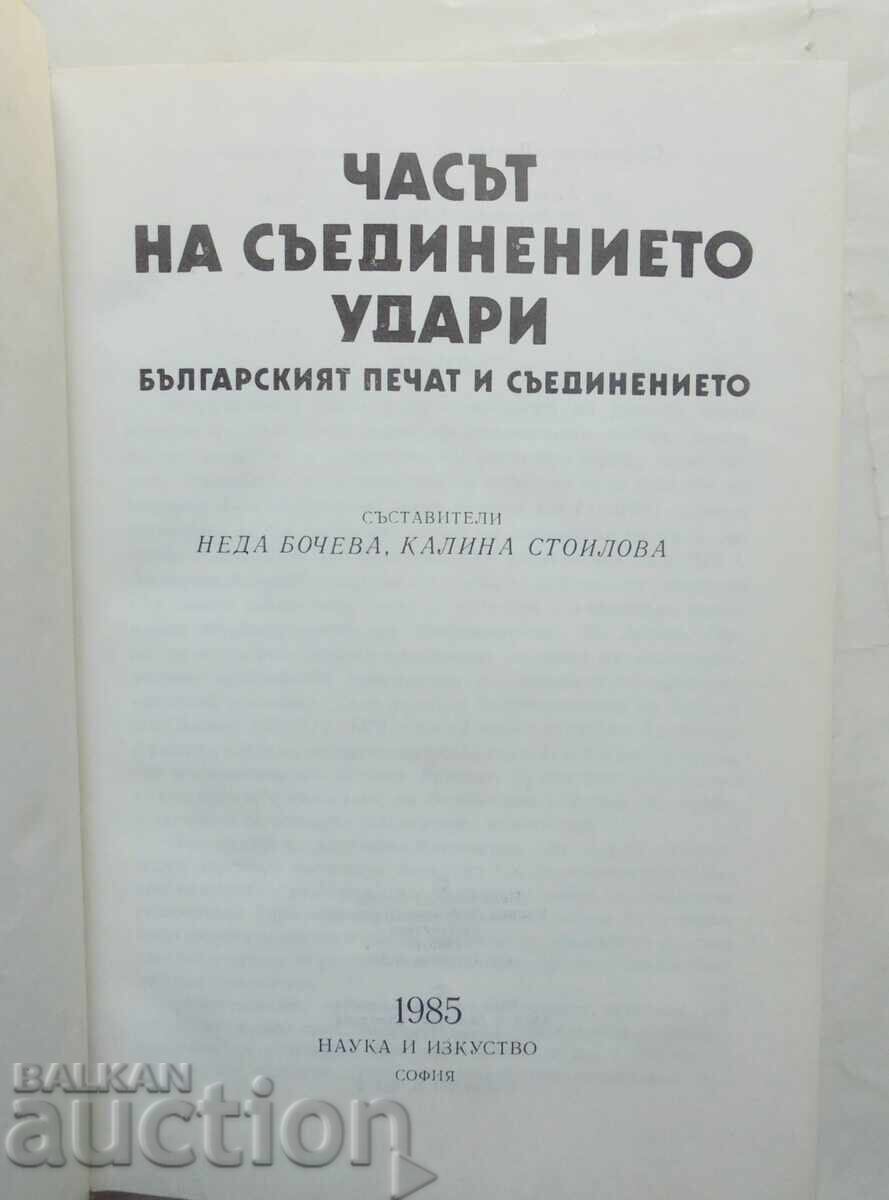 ЧАСЪТ
НА СЪЕДИНЕНИЕТО
УДАРИ
БЪЛГАРСКИЯТ ПЕЧАТ И СЪЕДИНЕНИЕТО
СЪСТАВИТЕЛИ
НЕДА БОЧЕВА, КАЛИНА СТОИЛОВА
1985
НАУКА И ИЗКУСТВО
СОФИЯ
BALKAN
auction